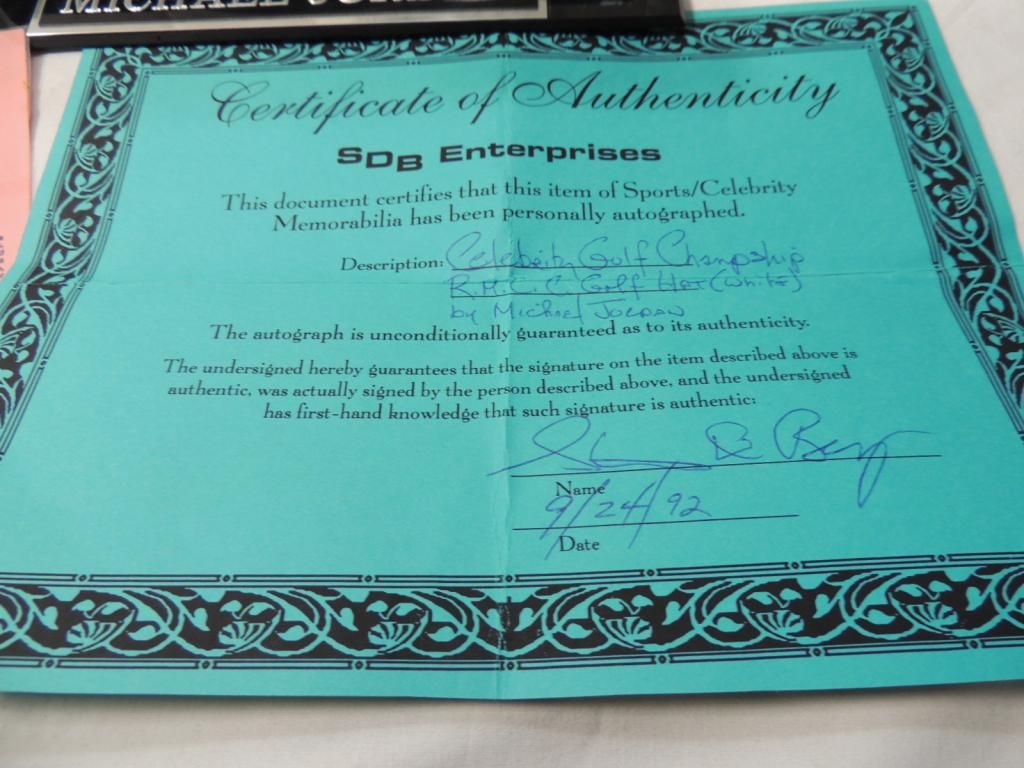 MICHAEL
Certificate of Authenticity
SDB Enterprises
This document certifies that this item of Sports/Celebrity
Memorabilia has been personally autographed.
Description: Celebrity Golf Chanpship
R.M.C.C. Golf Hat (White)
by Michael Jordan
The autograph is unconditionally guaranteed as to its authenticity.
The undersigned hereby guarantees that the signature on the item described above is
authentic, was actually signed by the person described above, and the undersigned
has first-hand knowledge that such signature is authentic:
Name
9/24/92
Date